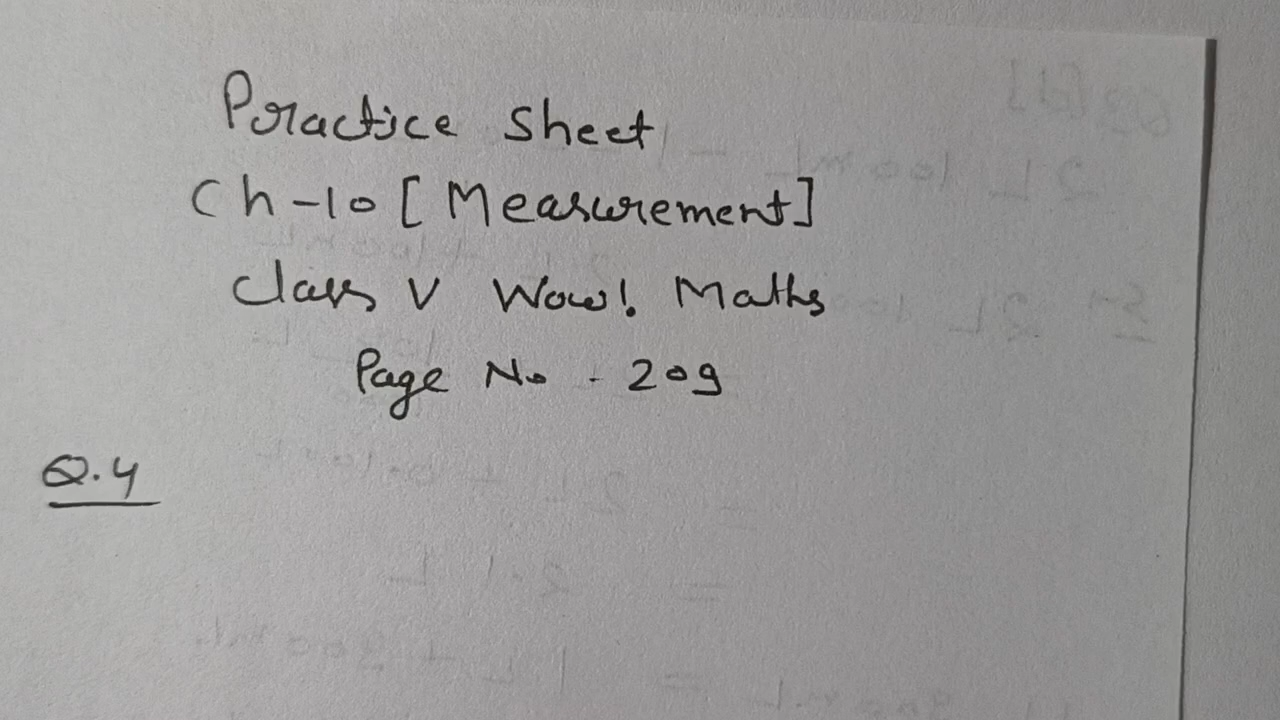 Practice Sheet
Ch-10 [Measurement]
Class V Wow! Maths
Page No. 209
Q.4